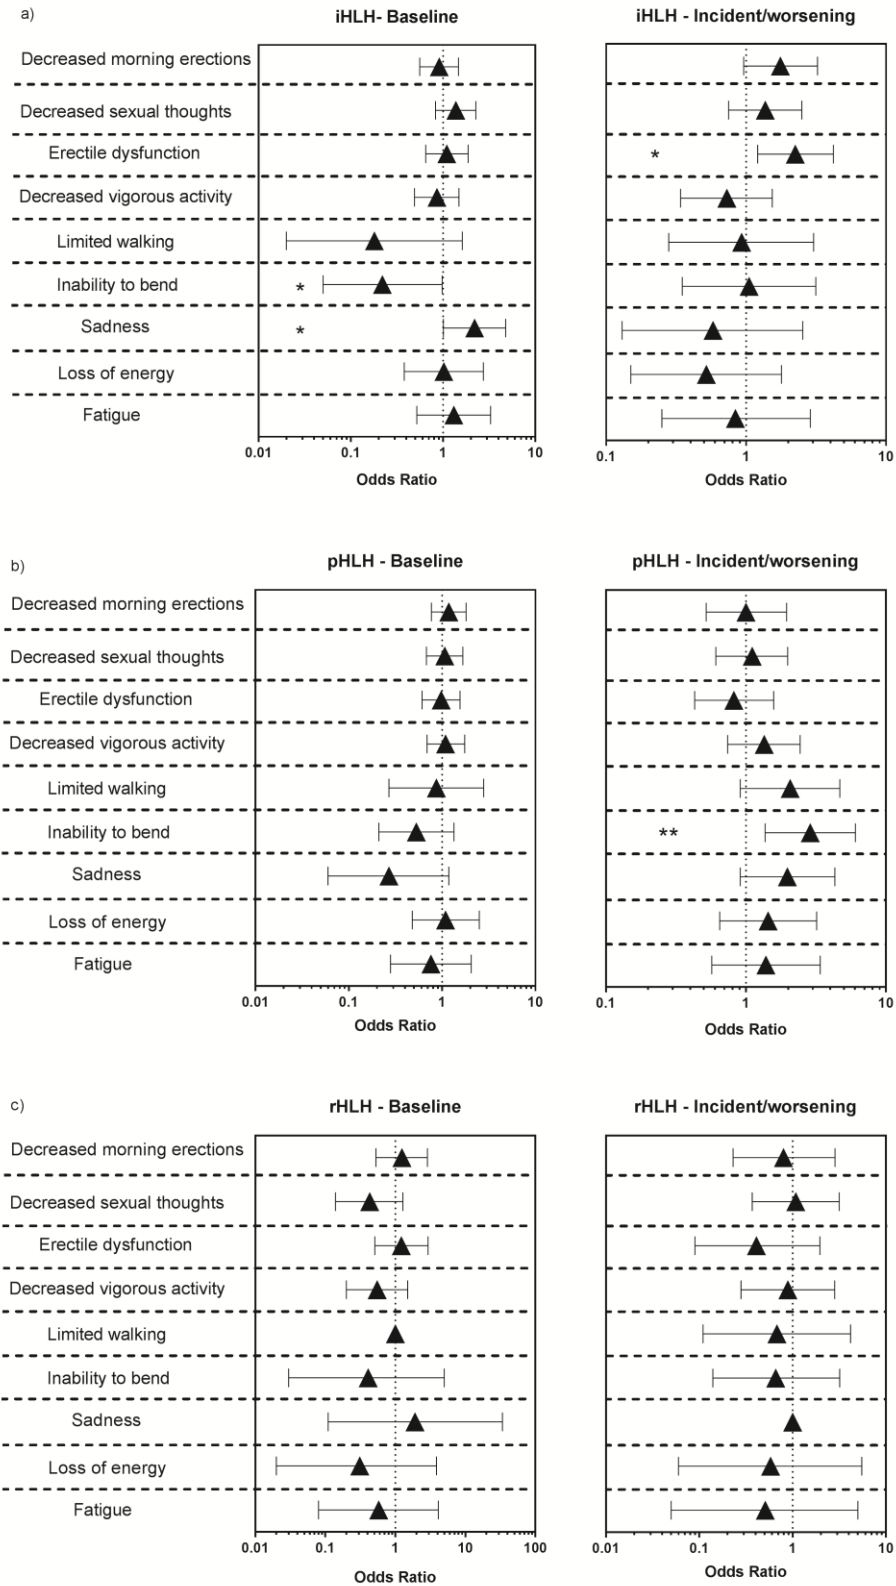 a)
iHLH- Baseline
iHLH - Incident/worsening
Decreased morning erections
Decreased sexual thoughts
Erectile dysfunction
*
Decreased vigorous activity
Limited walking
Inability to bend
*
Sadness
*
Loss of energy
Fatigue
0.01 0.1 1 10
0.1 1 10
Odds Ratio
Odds Ratio
b)
pHLH - Baseline
pHLH - Incident/worsening
Decreased morning erections
Decreased sexual thoughts
Erectile dysfunction
Decreased vigorous activity
Limited walking
Inability to bend
**
Sadness
Loss of energy
Fatigue
0.01 0.1 1 10
0.1 1 10
Odds Ratio
Odds Ratio
c)
rHLH - Baseline
rHLH - Incident/worsening
Decreased morning erections
Decreased sexual thoughts
Erectile dysfunction
Decreased vigorous activity
Limited walking
Inability to bend
Sadness
Loss of energy
Fatigue
0.01 0.1 1 10 100
0.01 0.1 1 10
Odds Ratio
Odds Ratio